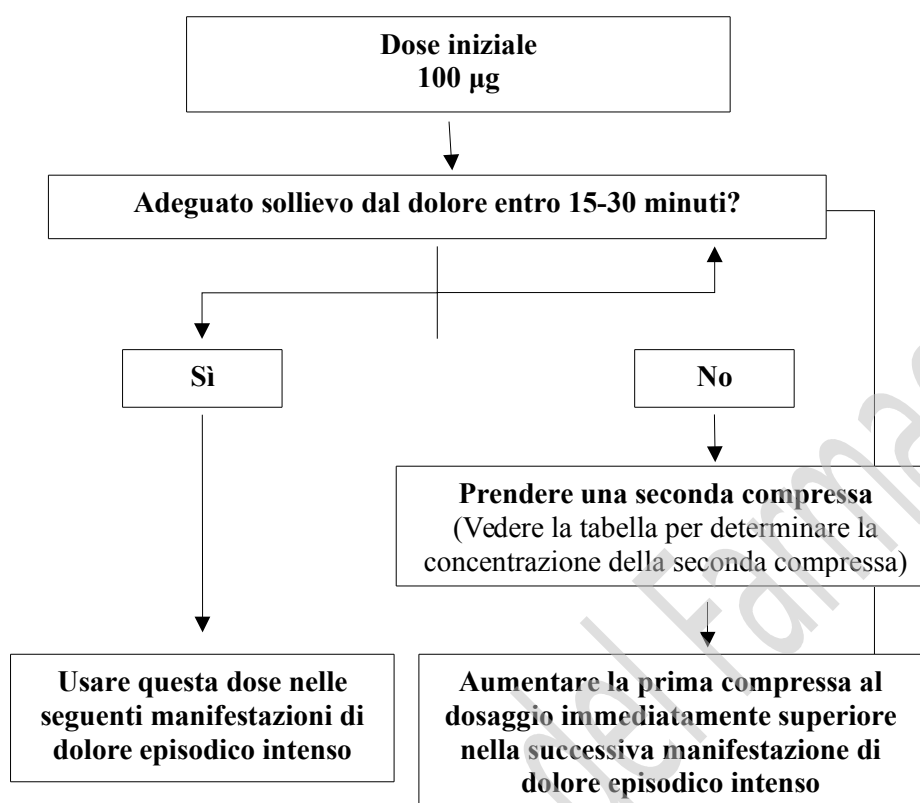 Dose iniziale
100 µg
Adeguato sollievo dal dolore entro 15-30 minuti?
Sì
No
Prendere una seconda compressa
(Vedere la tabella per determinare la
concentrazione della seconda compressa)
Usare questa dose nelle
seguenti manifestazioni di
dolore episodico intenso
Aumentare la prima compressa al
dosaggio immediatamente superiore
nella successiva manifestazione di
dolore episodico intenso
del